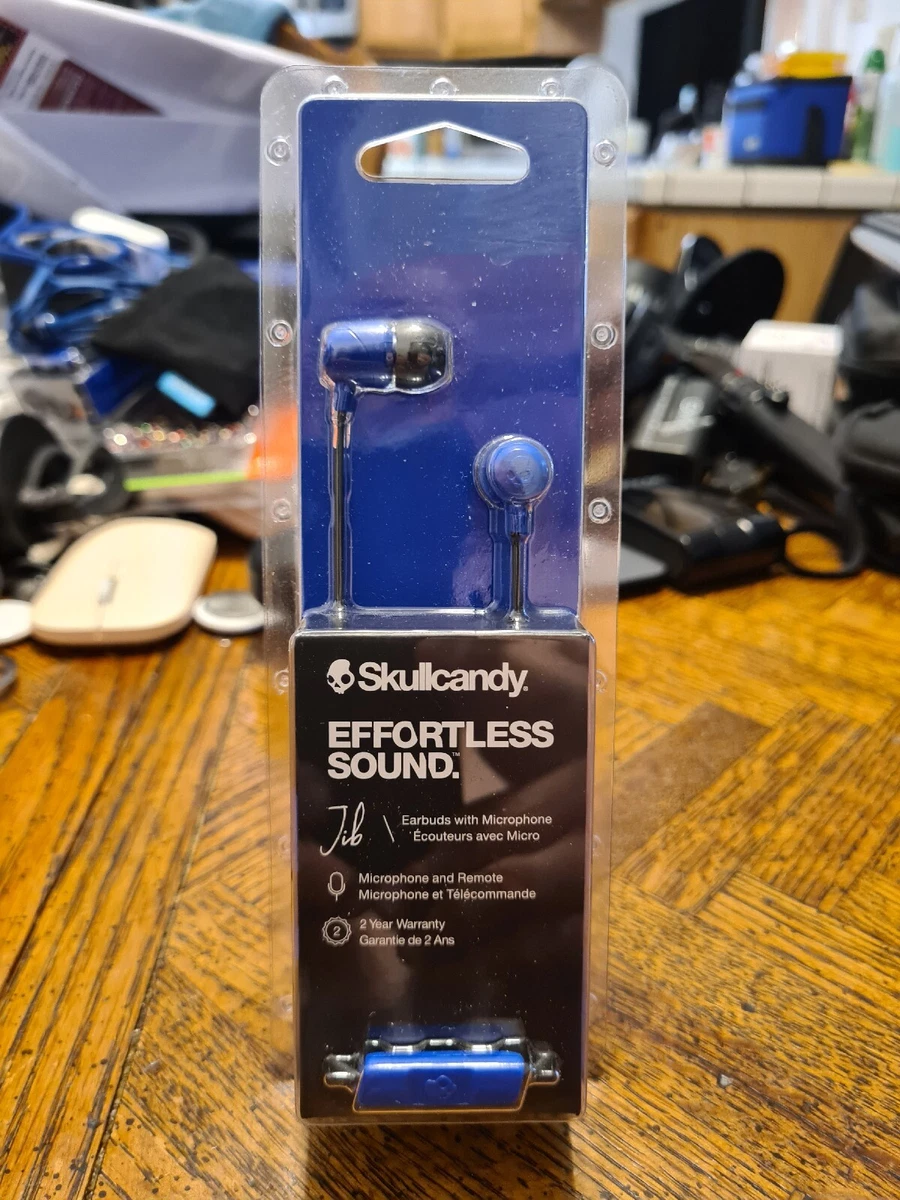 Skullcandy®
EFFORTLESS
SOUND.™
Jib \ Earbuds with Microphone
Écouteurs avec Micro
Microphone and Remote
Microphone et Télécommande
2
2 Year Warranty
Garantie de 2 Ans